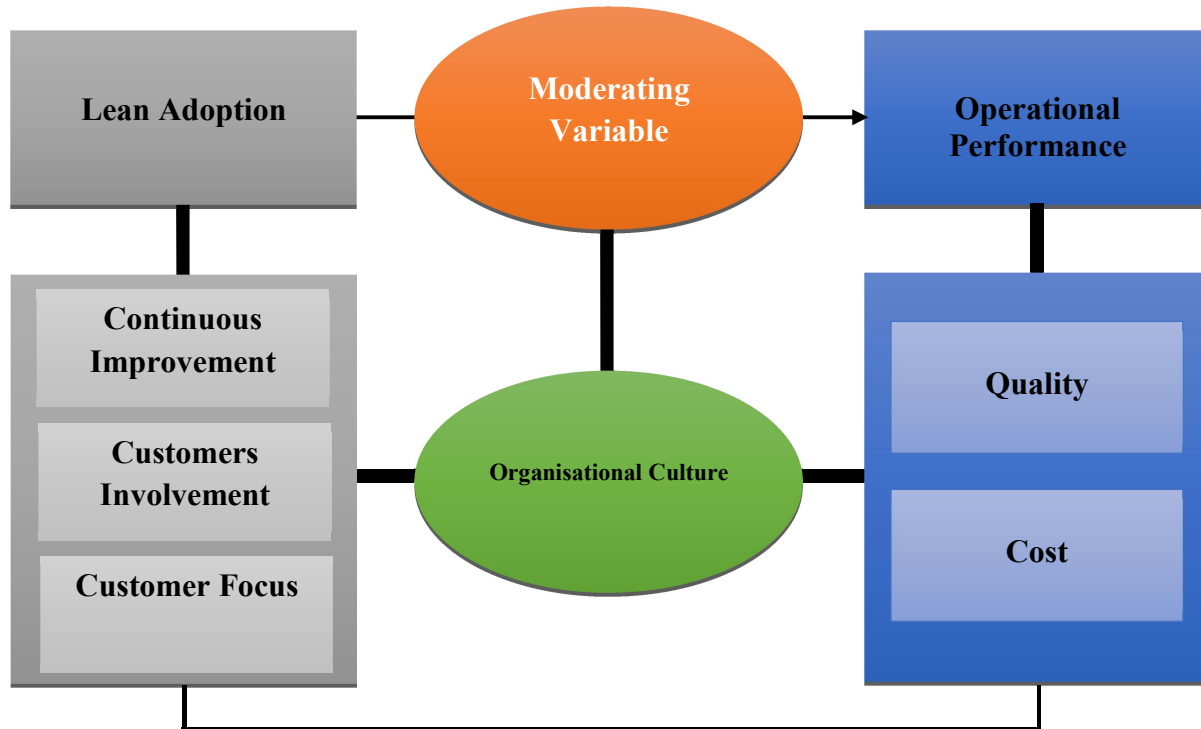 Lean Adoption
Moderating
Variable
Operational
Performance
Continuous
Improvement
Customers
Involvement
Customer Focus
Organisational Culture
Quality
Cost